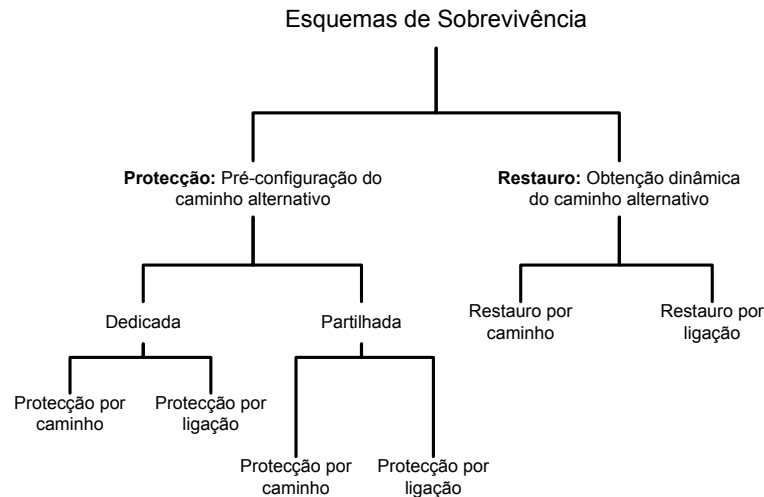 Esquemas de Sobrevivência
Protecção: Pré-configuração do
caminho alternativo
Restauro: Obtenção dinâmica
do caminho alternativo
Dedicada
Partilhada
Restauro por
caminho
Restauro por
ligação
Protecção por
caminho
Protecção por
ligação
Protecção por
caminho
Protecção por
ligação